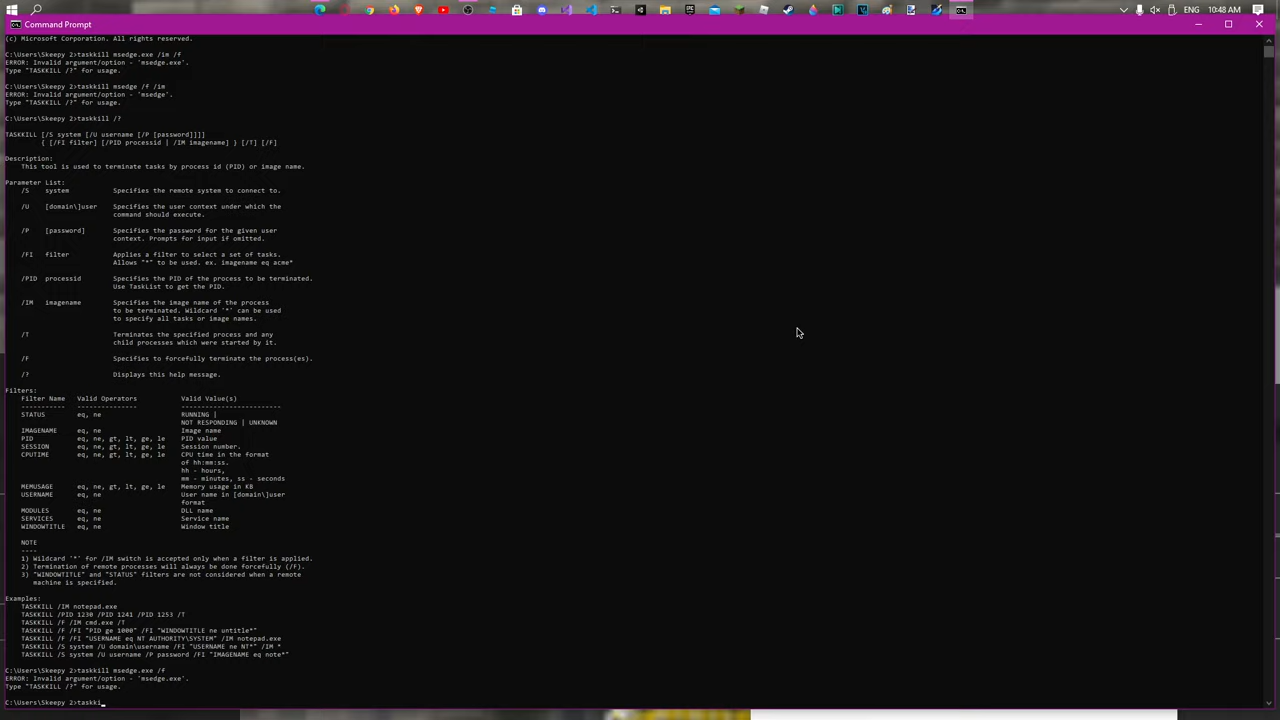 ENG
10:48 AM
Command Prompt
(c) Microsoft Corporation. All rights reserved.
C:\Users\Skeepy 2>taskkill msedge.exe /im /f
ERROR: Invalid argument/option - 'msedge.exe'.
Type "TASKKILL /?" for usage.
C:\Users\Skeepy 2>taskkill msedge /f /im
ERROR: Invalid argument/option - 'msedge'.
Type "TASKKILL /?" for usage.
C:\Users\Skeepy 2>taskkill /?
TASKKILL [/S system [/U username [/P [password]]]]
{ [/FI filter] [/PID processid | /IM imagename] } [/T] [/F]
Description:
This tool is used to terminate tasks by process id (PID) or image name.
Parameter List:
/S system Specifies the remote system to connect to.
/U [domain\]user Specifies the user context under which the
command should execute.
/P [password] Specifies the password for the given user
context. Prompts for input if omitted.
/FI filter Applies a filter to select a set of tasks.
Allows "*" to be used. ex. imagename eq acme*
/PID processid Specifies the PID of the process to be terminated.
Use TaskList to get the PID.
/IM imagename Specifies the image name of the process
to be terminated. Wildcard '*' can be used
to specify all tasks or image names.
/T Terminates the specified process and any
child processes which were started by it.
/F Specifies to forcefully terminate the process(es).
/? Displays this help message.
Filters:
Filter Name Valid Operators Valid Value(s)
----------- --------------- -------------------------
STATUS eq, ne RUNNING |
NOT RESPONDING | UNKNOWN
IMAGENAME eq, ne Image name
PID eq, ne, gt, lt, ge, le PID value
SESSION eq, ne, gt, lt, ge, le Session number.
CPUTIME eq, ne, gt, lt, ge, le CPU time in the format
of hh:mm:ss.
hh - hours,
mm - minutes, ss - seconds
MEMUSAGE eq, ne, gt, lt, ge, le Memory usage in KB
USERNAME eq, ne User name in [domain\]user
format
MODULES eq, ne DLL name
SERVICES eq, ne Service name
WINDOWTITLE eq, ne Window title
NOTE
----
1) Wildcard '*' for /IM switch is accepted only when a filter is applied.
2) Termination of remote processes will always be done forcefully (/F).
3) "WINDOWTITLE" and "STATUS" filters are not considered when a remote
machine is specified.
Examples:
TASKKILL /IM notepad.exe
TASKKILL /PID 1230 /PID 1241 /PID 1253 /T
TASKKILL /F /IM cmd.exe /T
TASKKILL /F /FI "PID ge 1000" /FI "WINDOWTITLE ne untitle*"
TASKKILL /F /FI "USERNAME eq NT AUTHORITY\SYSTEM" /IM notepad.exe
TASKKILL /S system /U domain\username /FI "USERNAME ne NT*" /IM *
TASKKILL /S system /U username /P password /FI "IMAGENAME eq note*"
C:\Users\Skeepy 2>taskkill msedge.exe /f
ERROR: Invalid argument/option - 'msedge.exe'.
Type "TASKKILL /?" for usage.
C:\Users\Skeepy 2>taskki